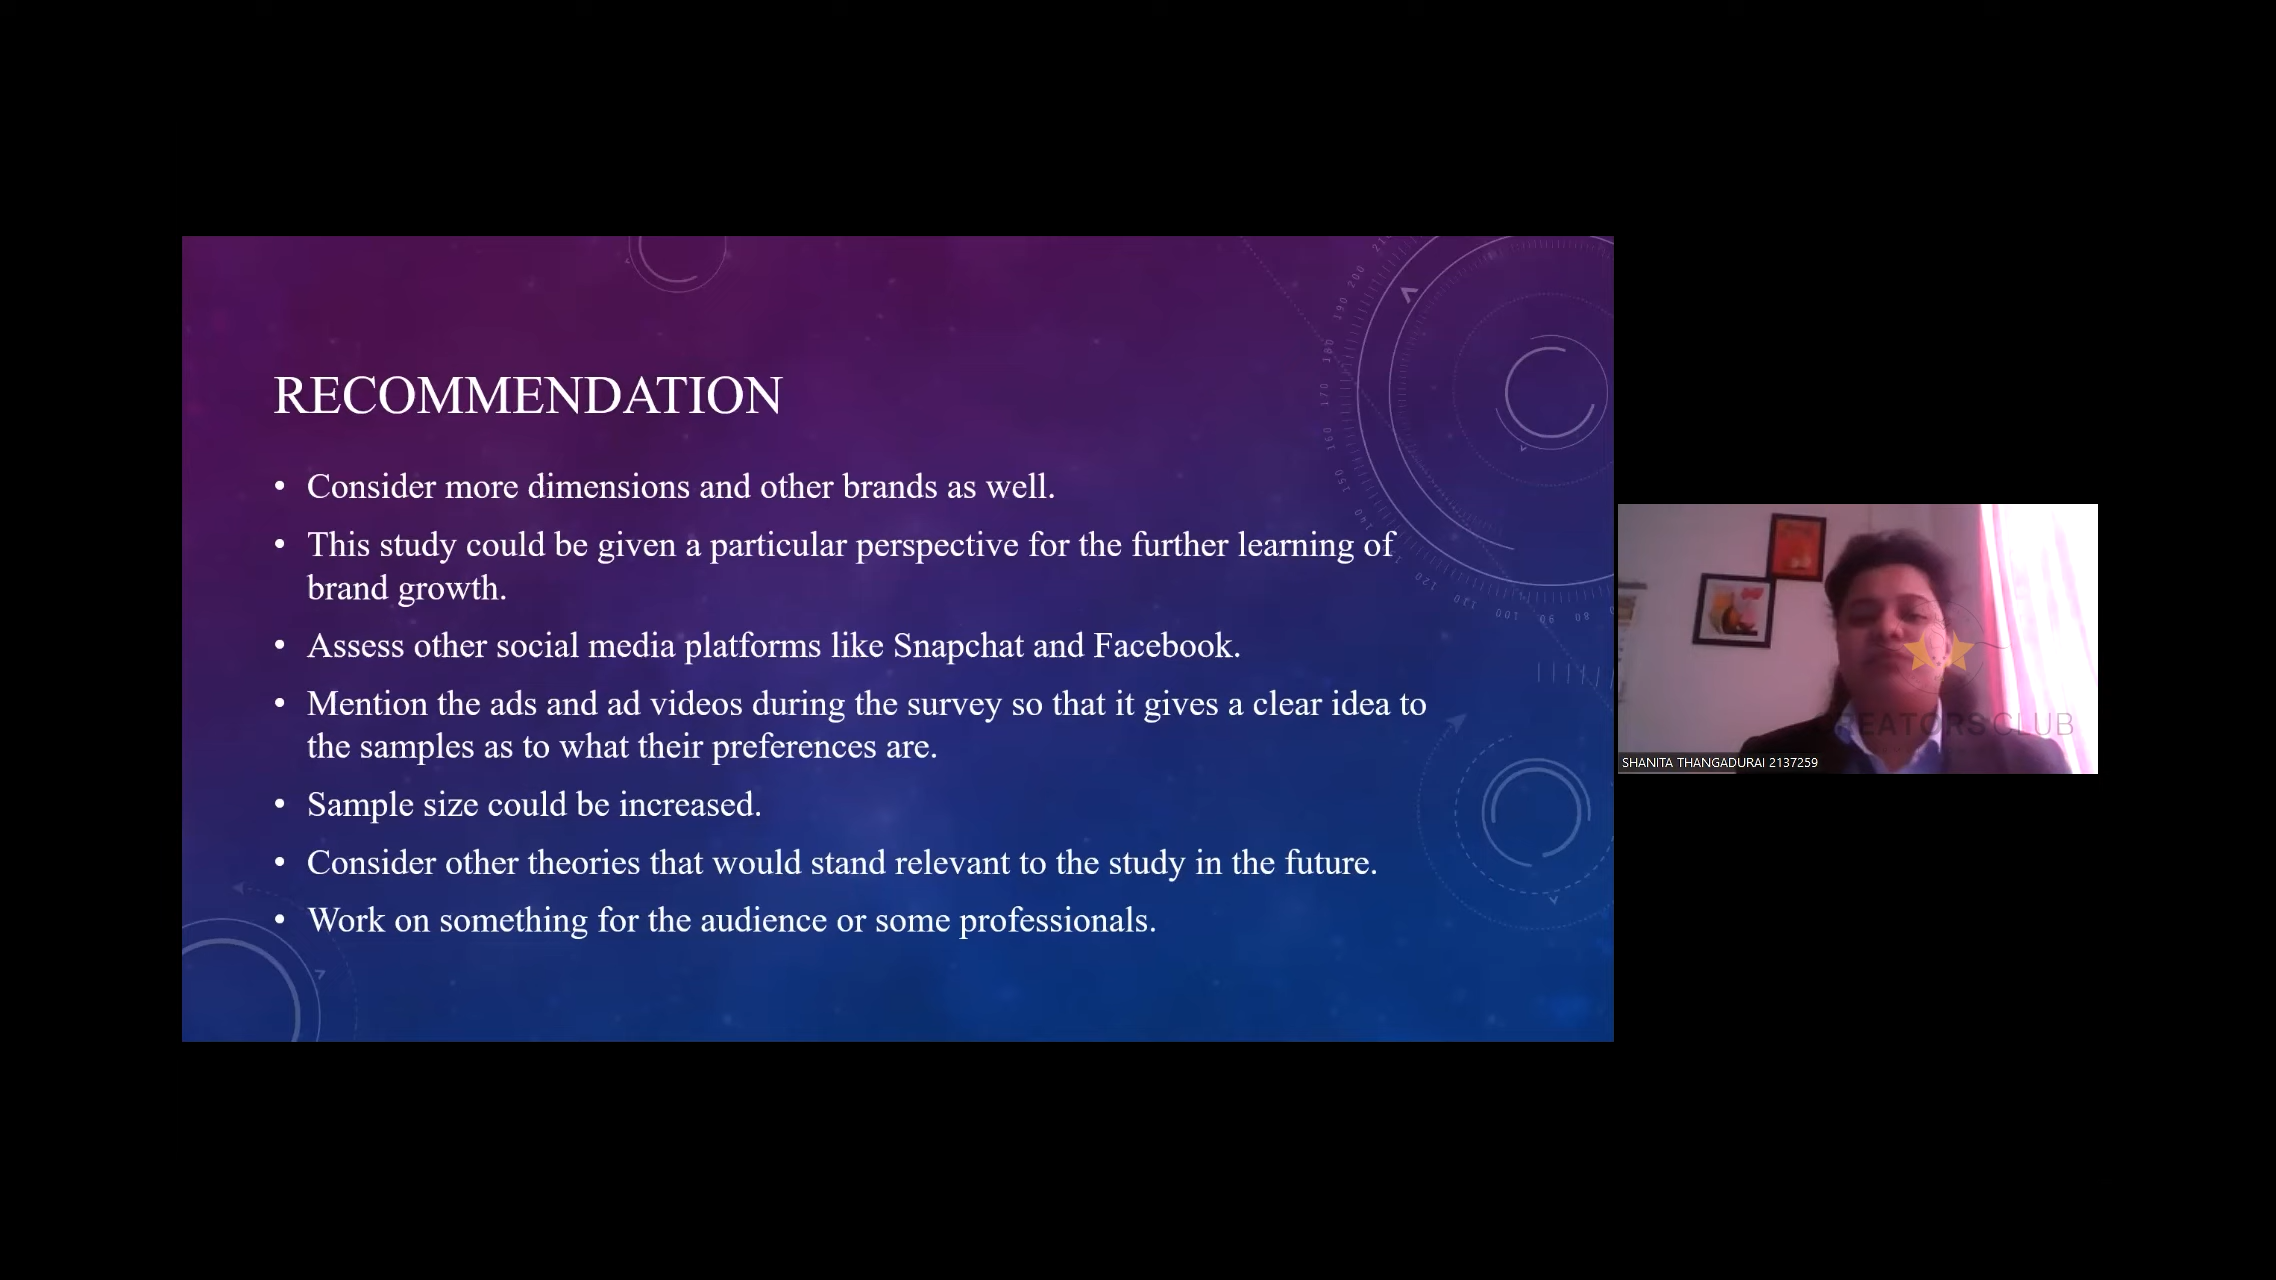 RECOMMENDATION
• Consider more dimensions and other brands as well.
• This study could be given a particular perspective for the further learning of
brand growth.
• Assess other social media platforms like Snapchat and Facebook.
• Mention the ads and ad videos during the survey so that it gives a clear idea to
the samples as to what their preferences are.
• Sample size could be increased.
• Consider other theories that would stand relevant to the study in the future.
• Work on something for the audience or some professionals.
SHANITA THANGADURAI 2137259